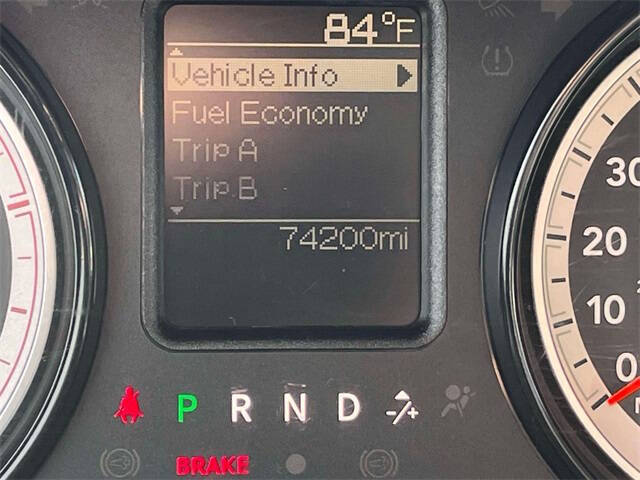 84°F
Vehicle Info
Fuel Economy
Trip A
Trip B
74200mi
30
20
10
0
P R N D -/+
BRAKE